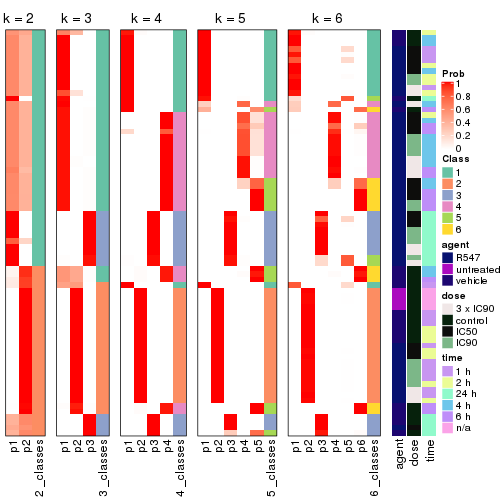 k = 2 k = 3 k = 4 k = 5 k = 6
Prob
1
0.8
0.6
0.4
0.2
0
Class
1
2
3
4
5
6
agent
R547
untreated
vehicle
dose
3 x IC90
control
IC50
IC90
time
1 h
2 h
24 h
4 h
6 h
n/a
p1
p2
2_classes
p1
p2
p3
3_classes
p1
p2
p3
p4
4_classes
p1
p2
p3
p4
p5
5_classes
p1
p2
p3
p4
p5
p6
6_classes
agent
dose
time